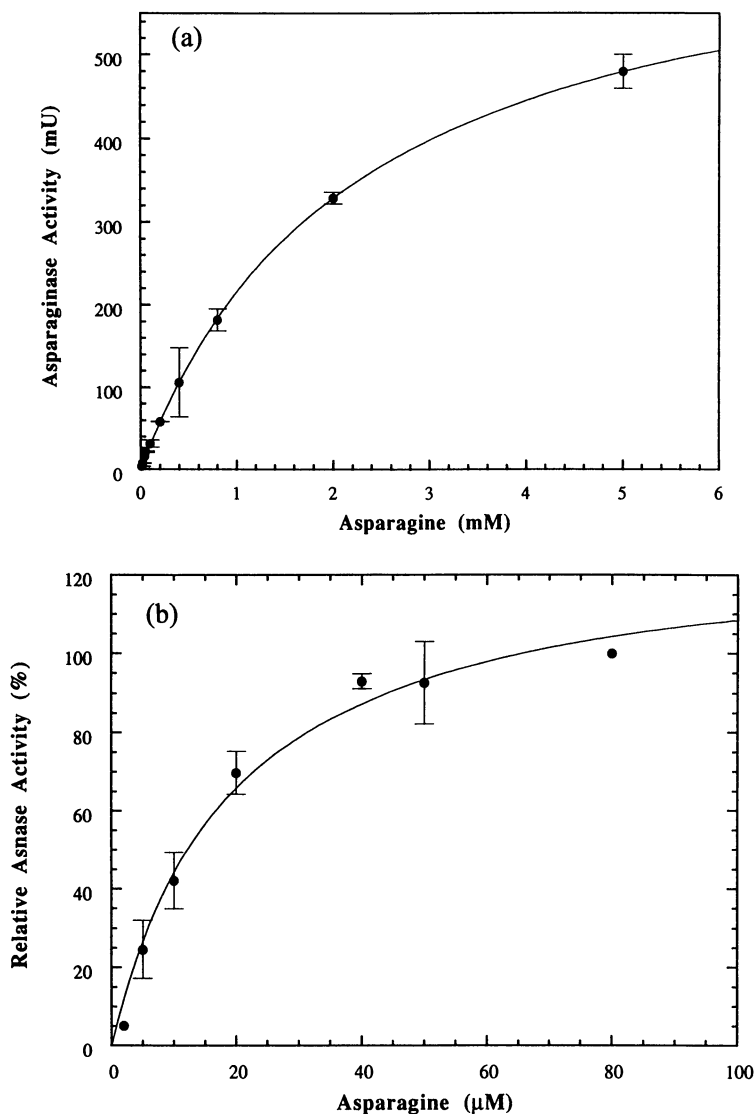 (a)
500
400
300
200
100
0
Asparaginase Activity (mU)
0 1 2 3 4 5 6
Asparagine (mM)
(b)
120
100
80
60
40
20
0
Relative Asnase Activity (%)
0 20 40 60 80 100
Asparagine (μM)